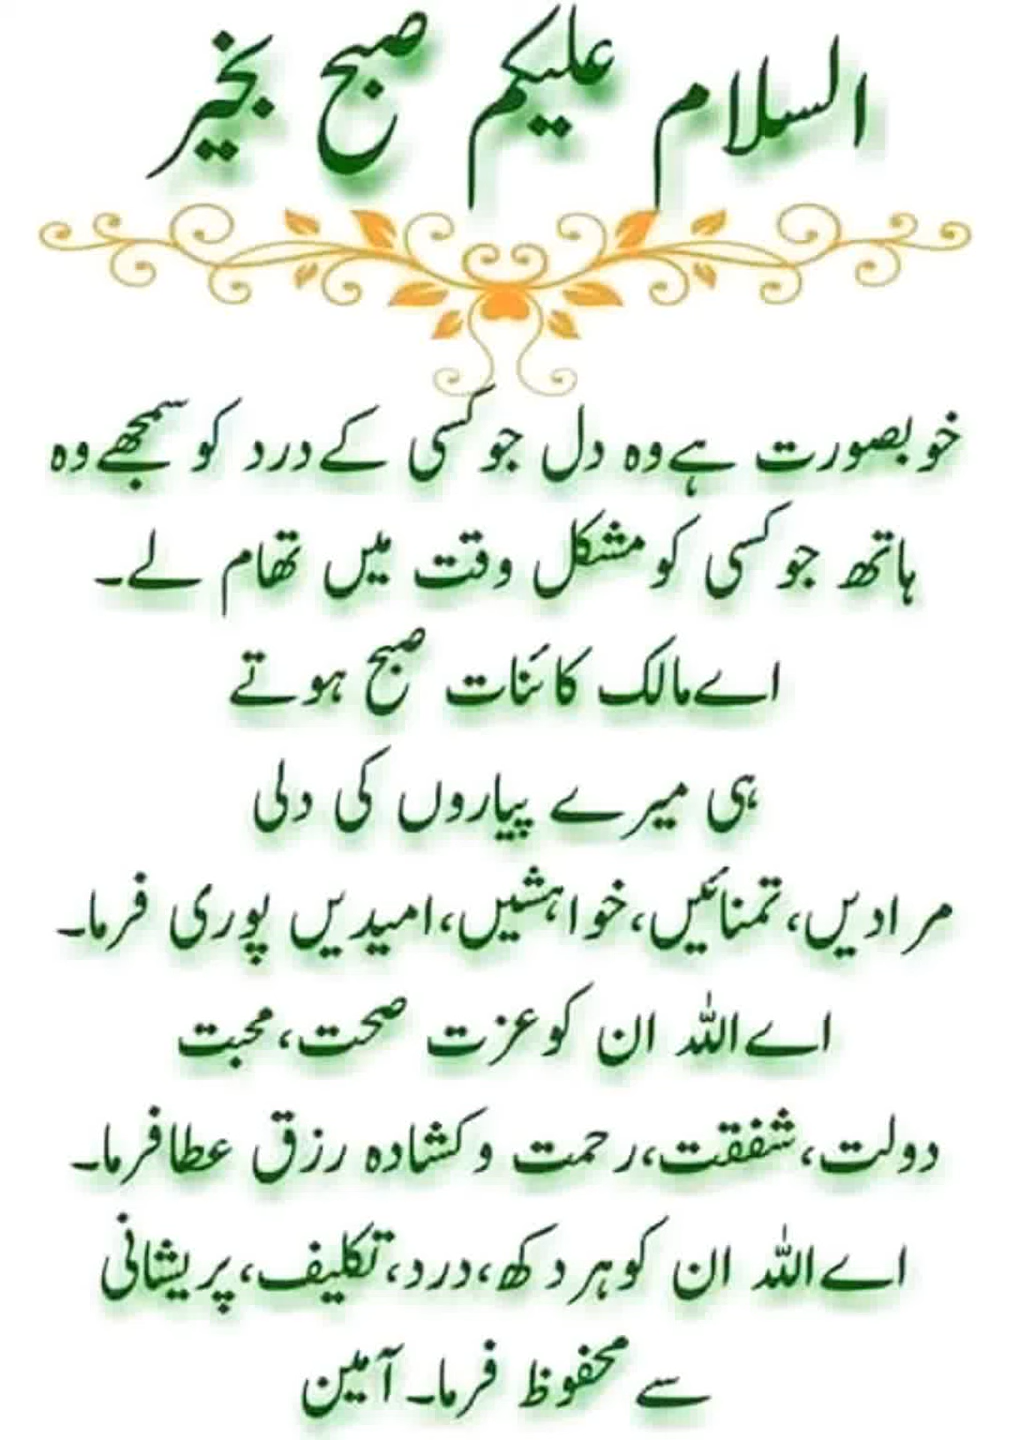 السلام علیکم صبح بخیر
خوبصورت ہے وہ دل جو کسی کے درد کو سمجھے وہ
ہاتھ جو کسی کو مشکل وقت میں تھام لے۔
اے مالک کائنات صبح ہوتے
ہی میرے پیاروں کی دلی
مرادیں،تمنائیں،خواہشیں،امیدیں پوری فرما۔
اے اللہ ان کو عزت صحت،محبت
دولت،شفقت،رحمت و کشادہ رزق عطا فرما۔
اے اللہ ان کو ہر دکھ،درد،تکلیف،پریشانی
سے محفوظ فرما۔ آمین